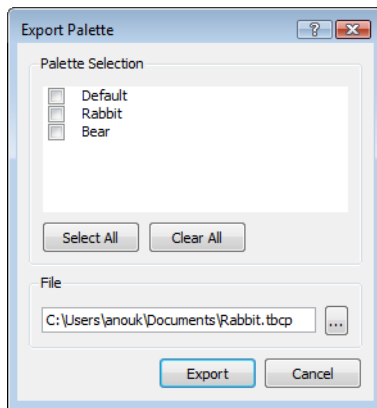 Export Palette
?
Palette Selection
Default
Rabbit
Bear
Select All Clear All
File
C:\Users\anouk\Documents\Rabbit.tbcp ...
Export Cancel